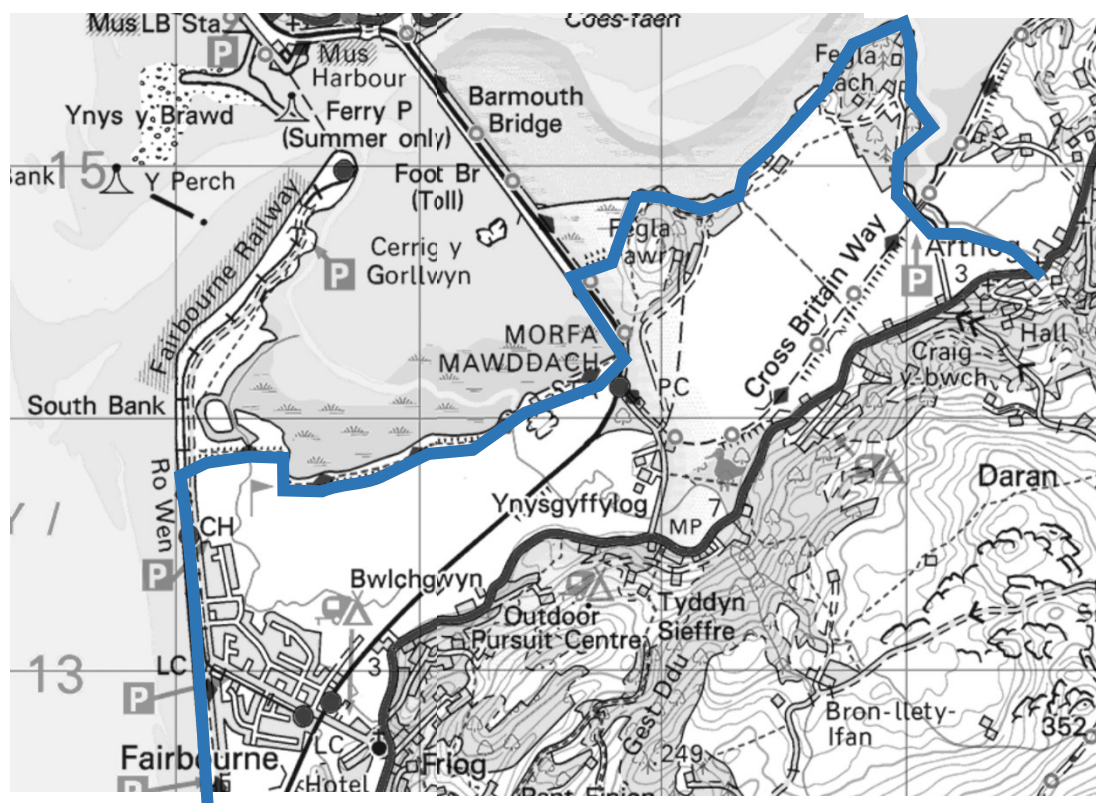 Coes-faen
Mus LB Sta
P
Mus
Harbour
Fegla
Fach
Ynys y Brawd
Ferry P
(Summer only)
Barmouth
Bridge
15
Y Perch
Foot Br
(Toll)
Fairbourne Railway
Cerrig y
Gorllwyn
P
Fegla
awr
Cross Britain Way
Arthog
P
3
MORFA
MAWDDACH
STA
PC
Hall
Craig
y-bwch
South Bank
Ro Wen
Daran
Y /
Ynysgyffylog
7
MP
CH
P
Bwlchgwyn
Outdoor
Pursuit Centre
Tyddyn
Sieffre
LC
3
13
P
Gest Ddu
Bron-llety-
Ifan
352
S
LC
Fairbourne
Friog
249
P
Hotel
Pant Einion